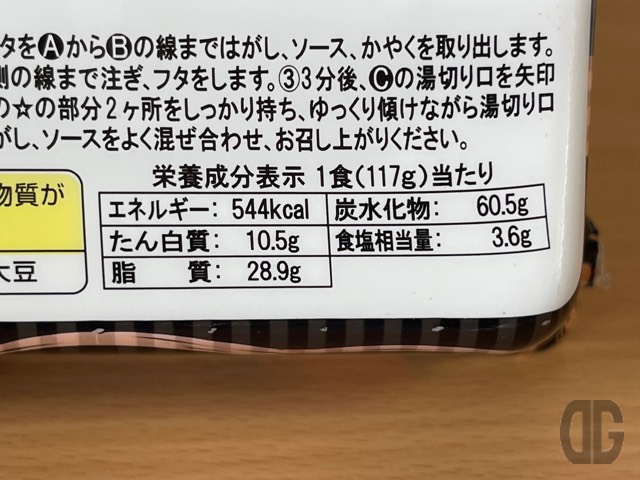 タをAからBの線まではがし、ソース、かやくを取り出します。
側の線まで注ぎ、フタをします。③3分後、Cの湯切り口を矢印
の☆の部分2ヶ所をしっかり持ち、ゆっくり傾けながら湯切り口
がし、ソースをよく混ぜ合わせ、お召し上がりください。
物質が
大豆
栄養成分表示 1食(117g)当たり
エネルギー: 544kcal 炭水化物: 60.5g
たん白質: 10.5g 食塩相当量: 3.6g
脂 質: 28.9g
DG